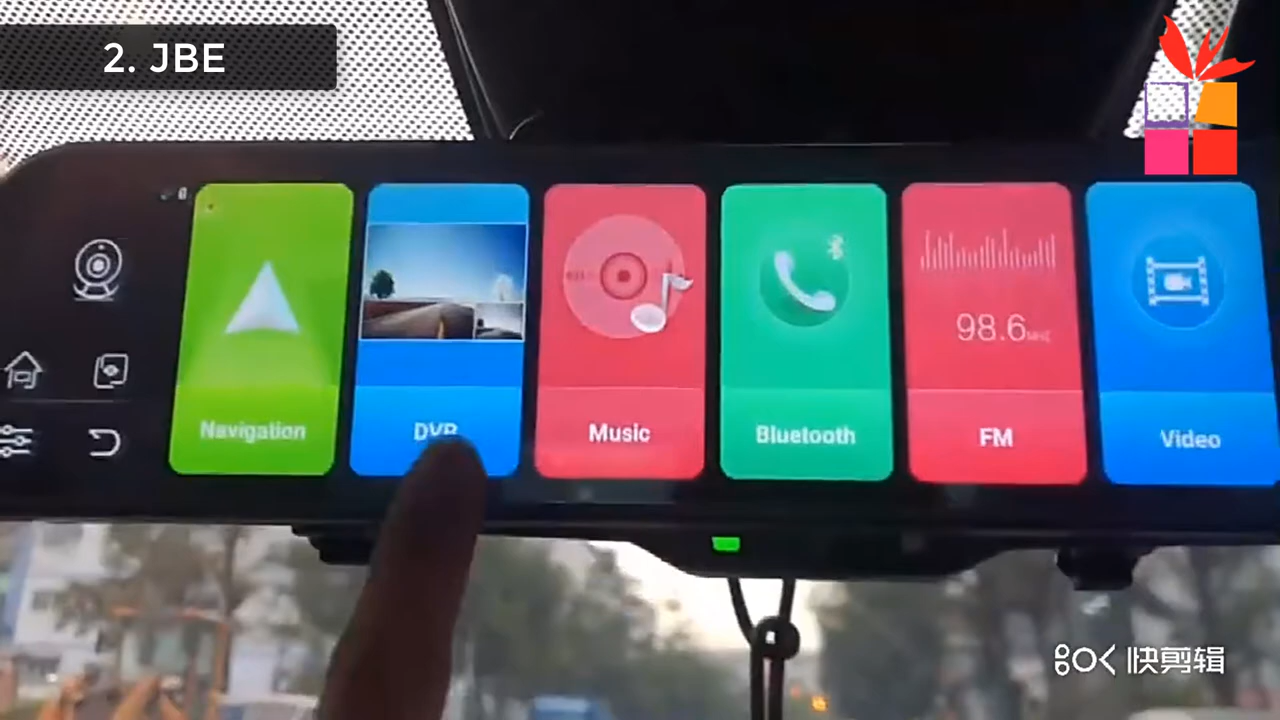 2. JBE
Navigation
DVR
Music
Bluetooth
98.6
FM
Video
快剪辑